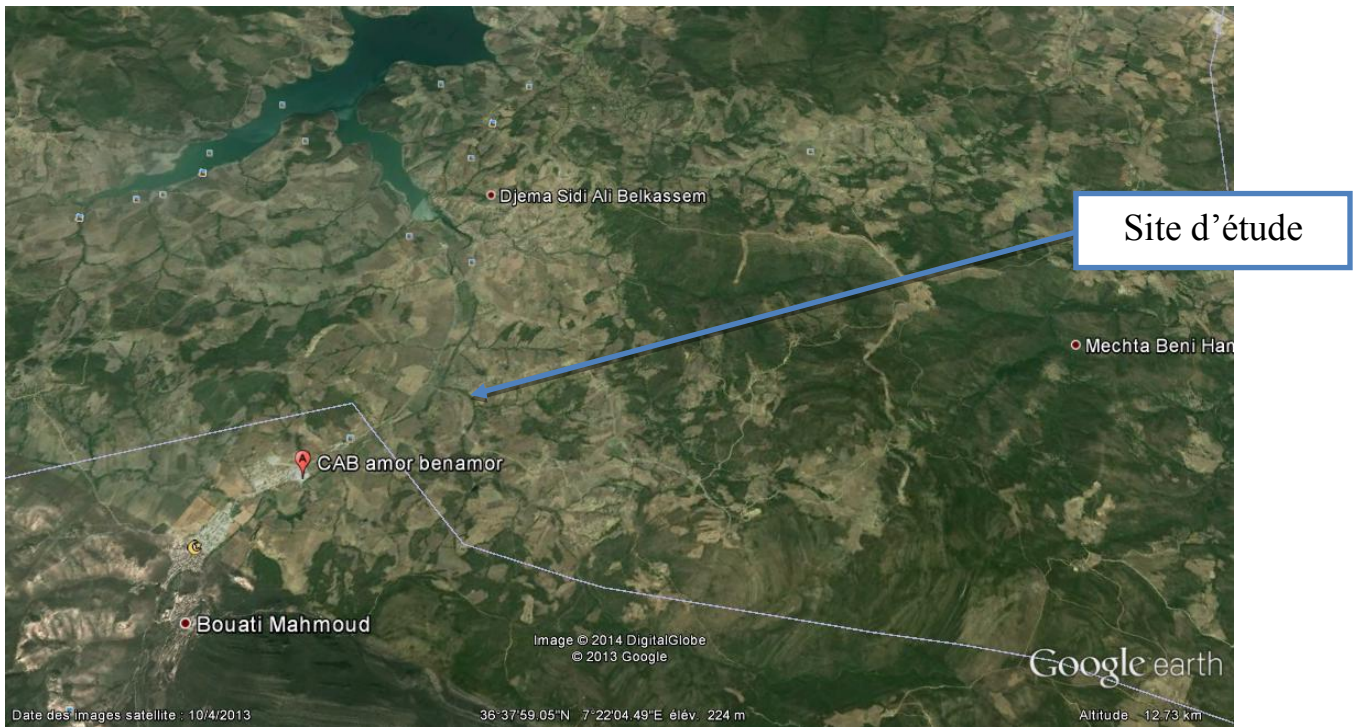 Djema Sidi Ali Belkassem
Site d’étude
Mechta Beni Han
A
CAB amor benamor
Bouati Mahmoud
Image © 2014 DigitalGlobe
© 2013 Google
Google earth
Date des images satellite : 10/4/2013
36°37'59.05"N 7°22'04.49"E élév. 224 m
Altitude 12.73 km